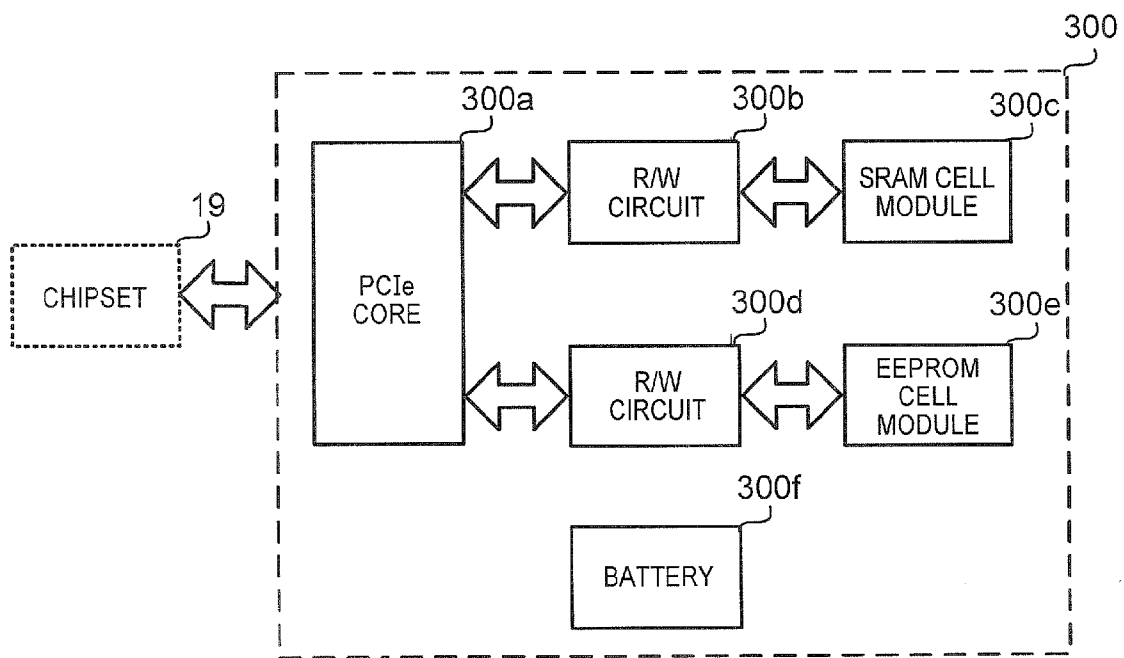 300
300a
300b
300c
19
CHIPSET
PCIe
CORE
R/W
CIRCUIT
SRAM CELL
MODULE
300d
300e
R/W
CIRCUIT
EEPROM
CELL
MODULE
300f
BATTERY